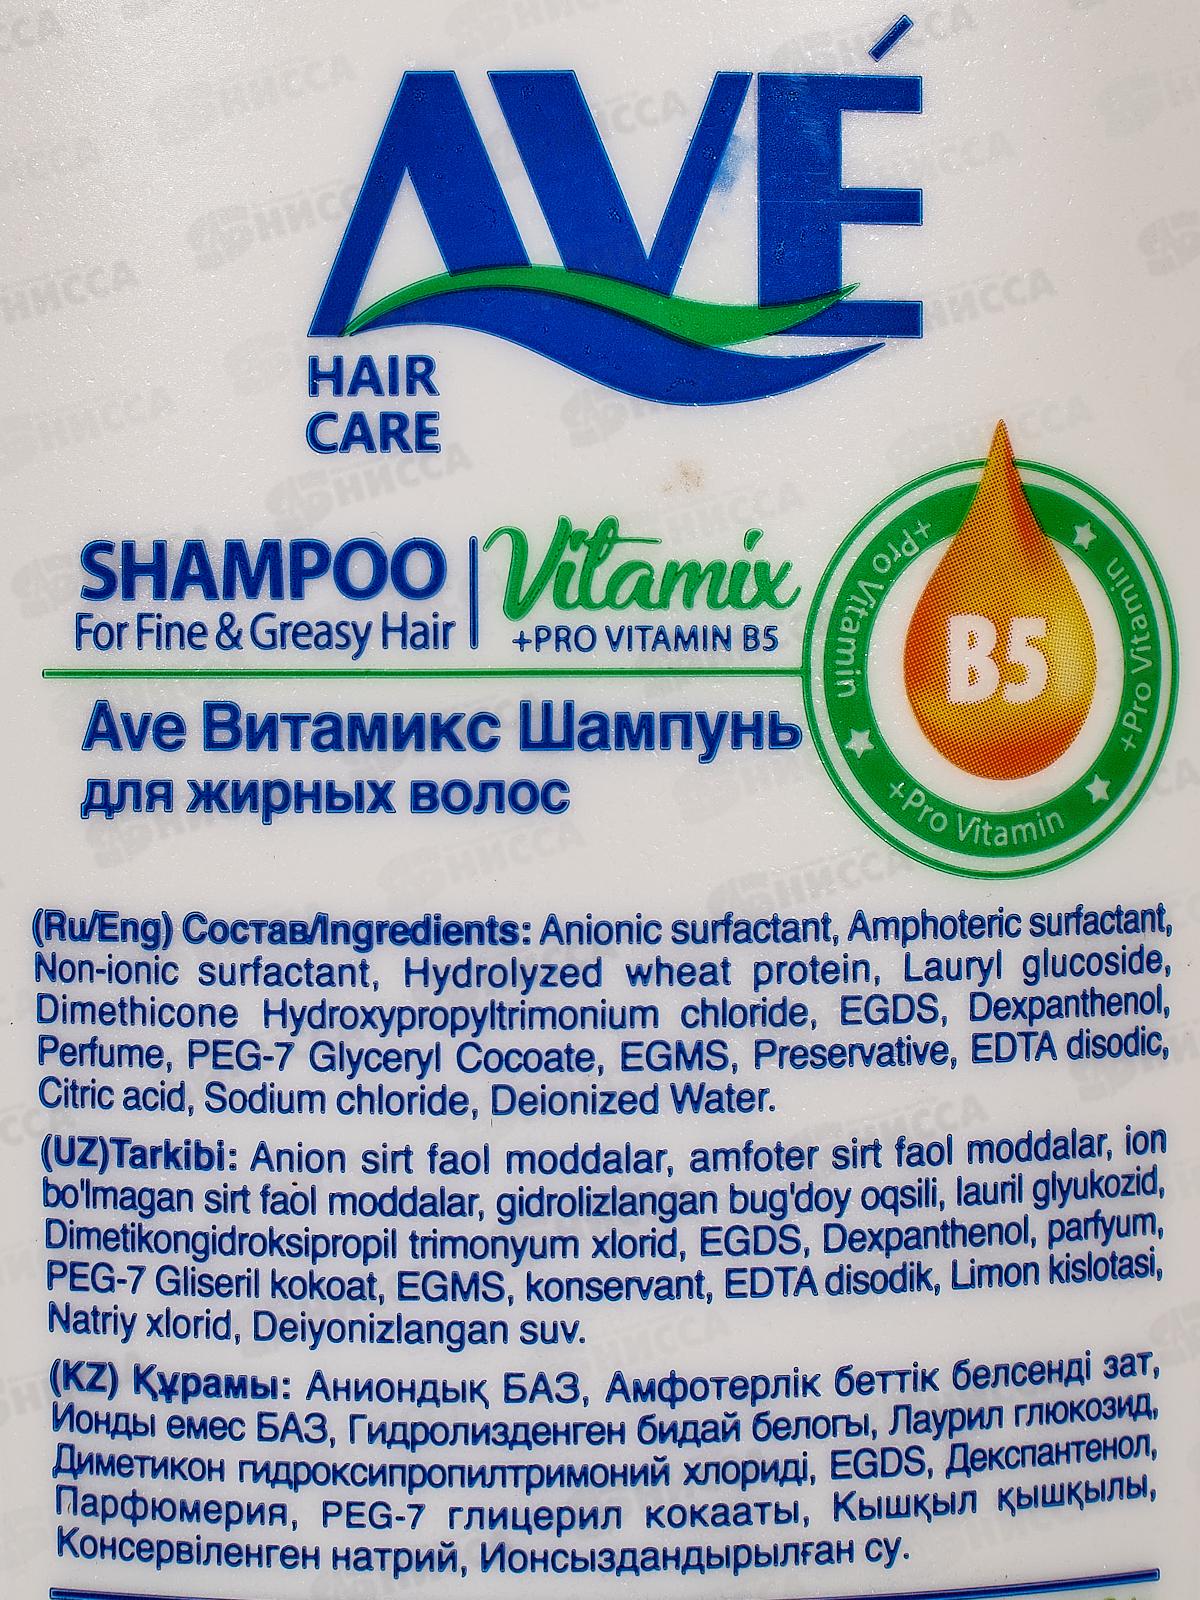 AVÉ
HAIR
CARE
SHAMPOO
For Fine & Greasy Hair
Vitamix
+PRO VITAMIN B5
B5
+Pro Vitamin
+Pro Vitamin
+Pro Vitamin
Ave Витамикс Шампунь
для жирных волос
(Ru/Eng) Состав/Ingredients: Anionic surfactant, Amphoteric surfactant,
Non-ionic surfactant, Hydrolyzed wheat protein, Lauryl glucoside,
Dimethicone Hydroxypropyltrimonium chloride, EGDS, Dexpanthenol,
Perfume, PEG-7 Glyceryl Cocoate, EGMS, Preservative, EDTA disodic,
Citric acid, Sodium chloride, Deionized Water.
(UZ)Tarkibi: Anion sirt faol moddalar, amfoter sirt faol moddalar, ion
bo'lmagan sirt faol moddalar, gidrolizlangan bug'doy oqsili, lauril glyukozid,
Dimetikongidroksipropil trimonyum xlorid, EGDS, Dexpanthenol, parfyum,
PEG-7 Gliseril kokoat, EGMS, konservant, EDTA disodik, Limon kislotasi,
Natriy xlorid, Deiyonizlangan suv.
(KZ) Құрамы: Аниондық БАЗ, Амфотерлік беттік белсенді зат,
Ионды емес БАЗ, Гидролизденген бидай белогы, Лаурил глюкозид,
Диметикон гидроксипропилтримоний хлориді, EGDS, Декспантенол,
Парфюмерия, PEG-7 глицерил кокааты, Кышқыл қышқылы,
Консервіленген натрий, Ионсыздандырылған су.